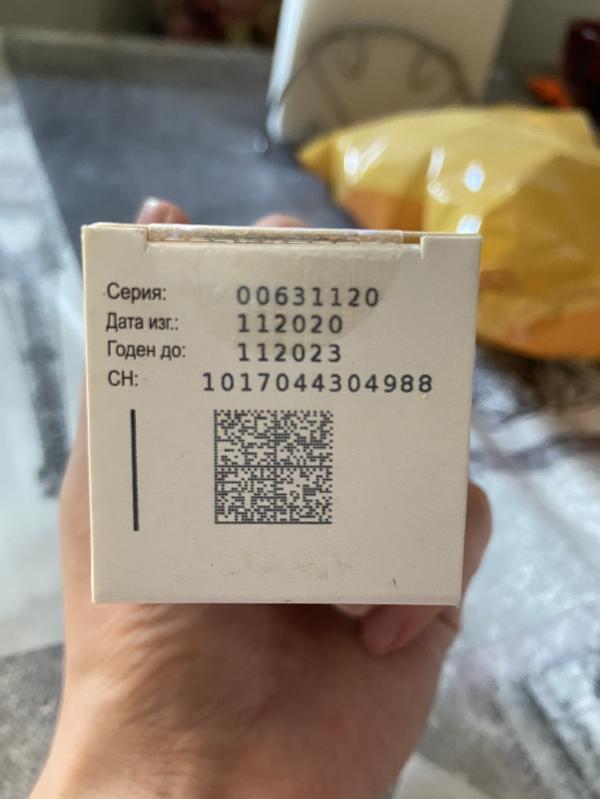 Серия: 00631120
Дата изг.: 112020
Годен до: 112023
СН: 1017044304988